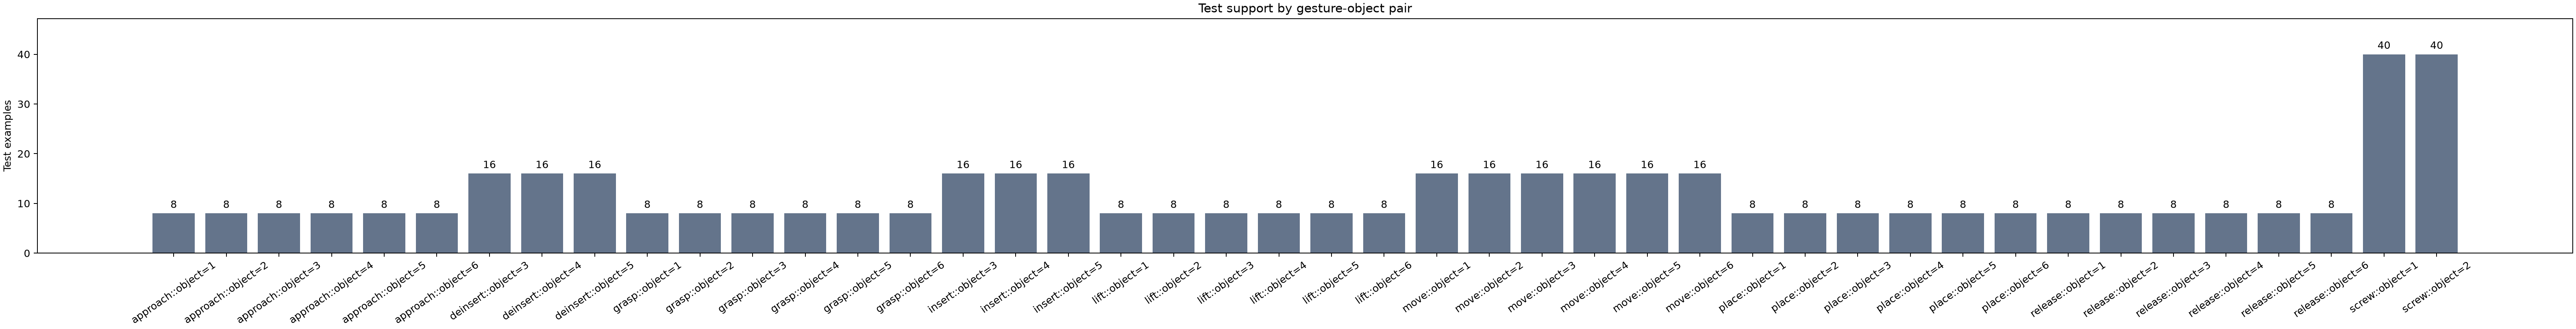 Test support by gesture-object pair
Test examples
40
30
20
10
0
8 8 8 8 8 8 16 16 16 8 8 8 8 8 8 16 16 16 8 8 8 8 8 8 16 16 16 16 16 16 8 8 8 8 8 8 8 8 8 8 8 8 40 40
approach::object=1
approach::object=2
approach::object=3
approach::object=4
approach::object=5
approach::object=6
deinsert::object=3
deinsert::object=4
deinsert::object=5
grasp::object=1
grasp::object=2
grasp::object=3
grasp::object=4
grasp::object=5
grasp::object=6
insert::object=3
insert::object=4
insert::object=5
lift::object=1
lift::object=2
lift::object=3
lift::object=4
lift::object=5
lift::object=6
move::object=1
move::object=2
move::object=3
move::object=4
move::object=5
move::object=6
place::object=1
place::object=2
place::object=3
place::object=4
place::object=5
place::object=6
release::object=1
release::object=2
release::object=3
release::object=4
release::object=5
release::object=6
screw::object=1
screw::object=2